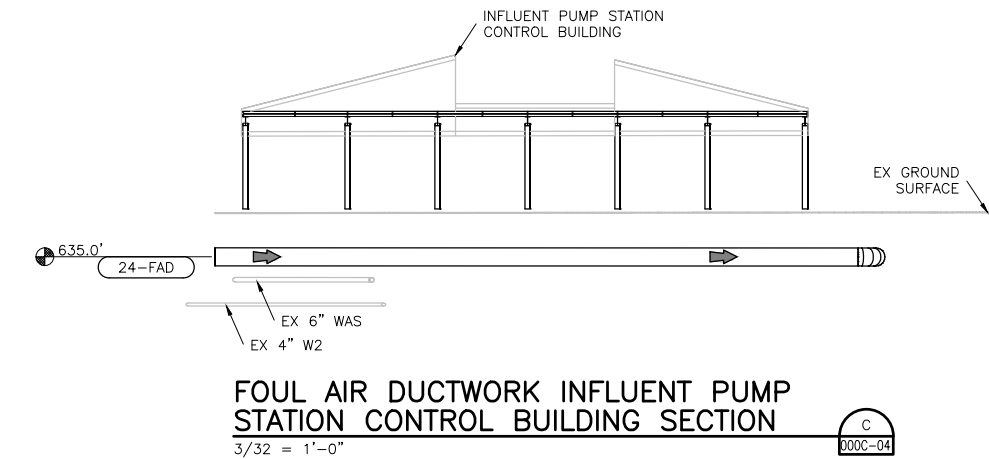 INFLUENT PUMP STATION
CONTROL BUILDING
EX GROUND
SURFACE
635.0'
24-FAD
EX 6" WAS
EX 4" W2
FOUL AIR DUCTWORK INFLUENT PUMP
STATION CONTROL BUILDING SECTION
3/32 = 1'-0"
C
000C-04